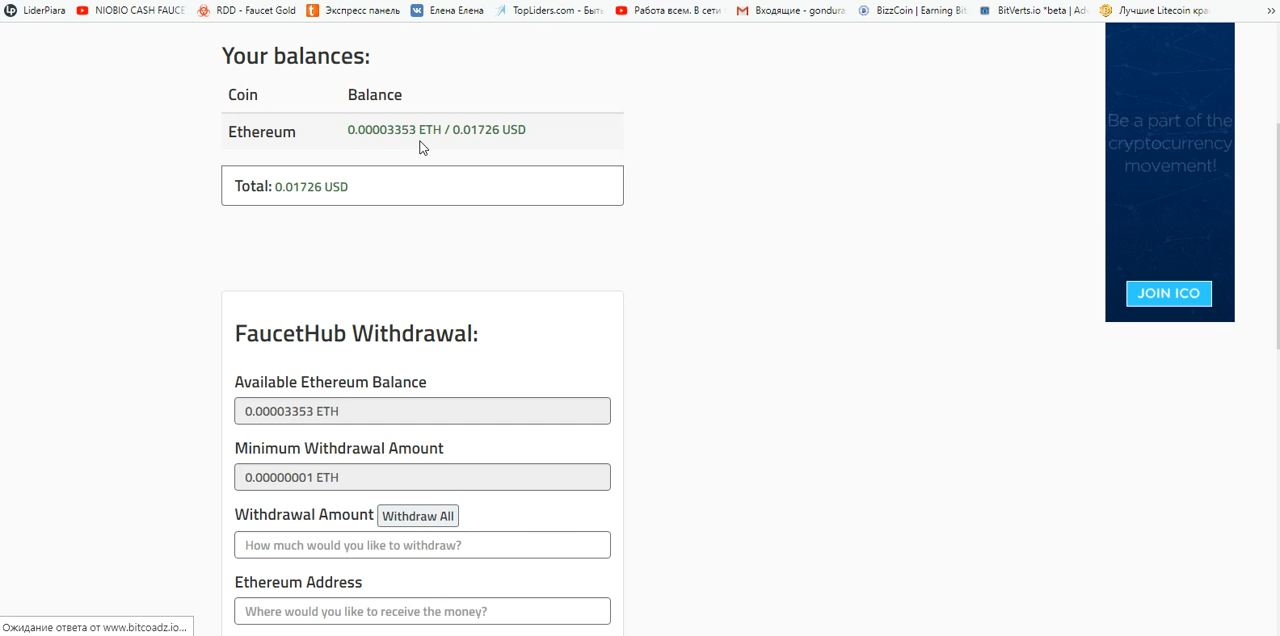 LiderPiara NIOBIO CASH FAUCE RDD - Faucet Gold Экспресс панель Елена Елена TopLiders.com - Быть Работа всем. В сети Входящие - gondura BizzCoin | Earning Bit BitVerts.io *beta | Adv Лучшие Litecoin кра »
Your balances:
Coin Balance
Ethereum 0.00003353 ETH / 0.01726 USD
Total: 0.01726 USD
Be a part of the
cryptocurrency
movement!
JOIN ICO
FaucetHub Withdrawal:
Available Ethereum Balance
0.00003353 ETH
Minimum Withdrawal Amount
0.00000001 ETH
Withdrawal Amount Withdraw All
How much would you like to withdraw?
Ethereum Address
Where would you like to receive the money?
Ожидание ответа от www.bitcoadz.io...